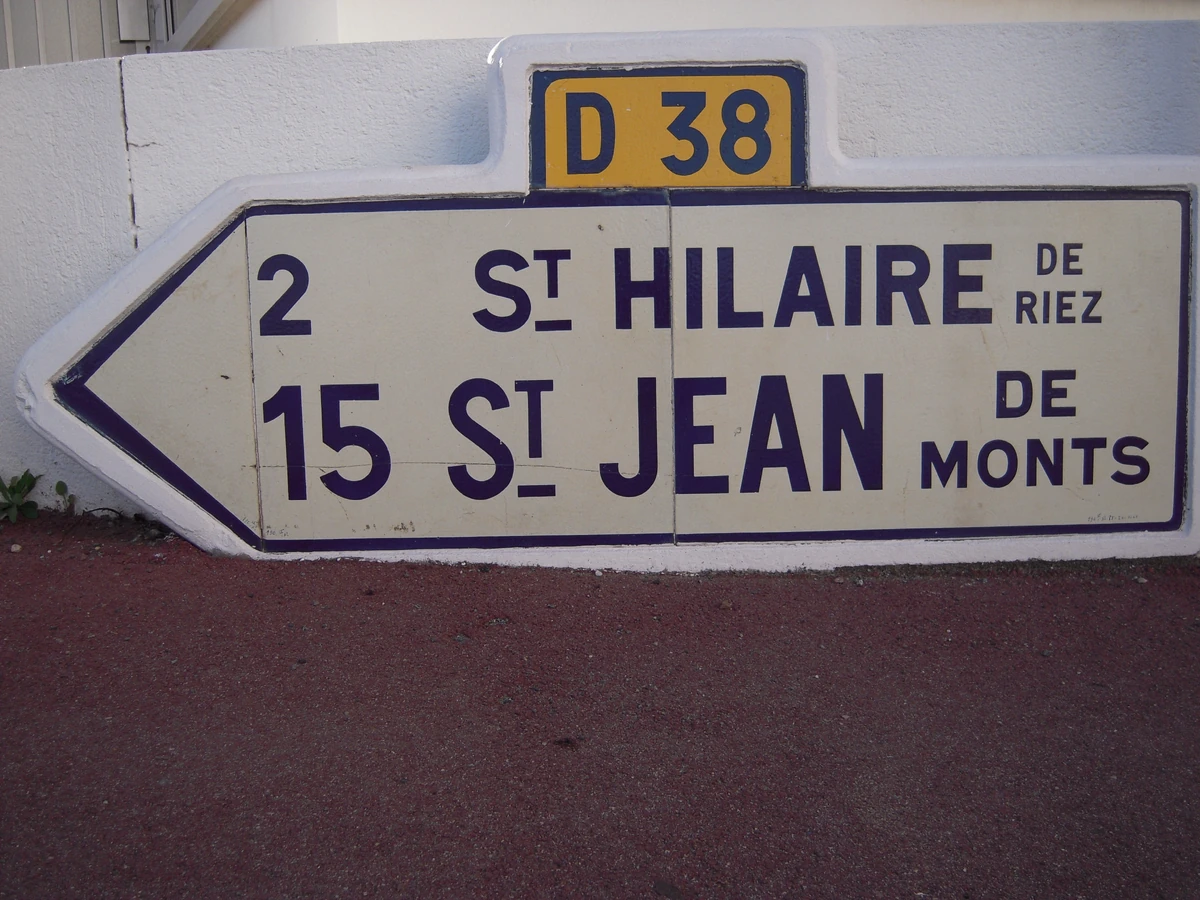 D 38
2 ST HILAIRE DE RIEZ
15 ST JEAN DE MONTS